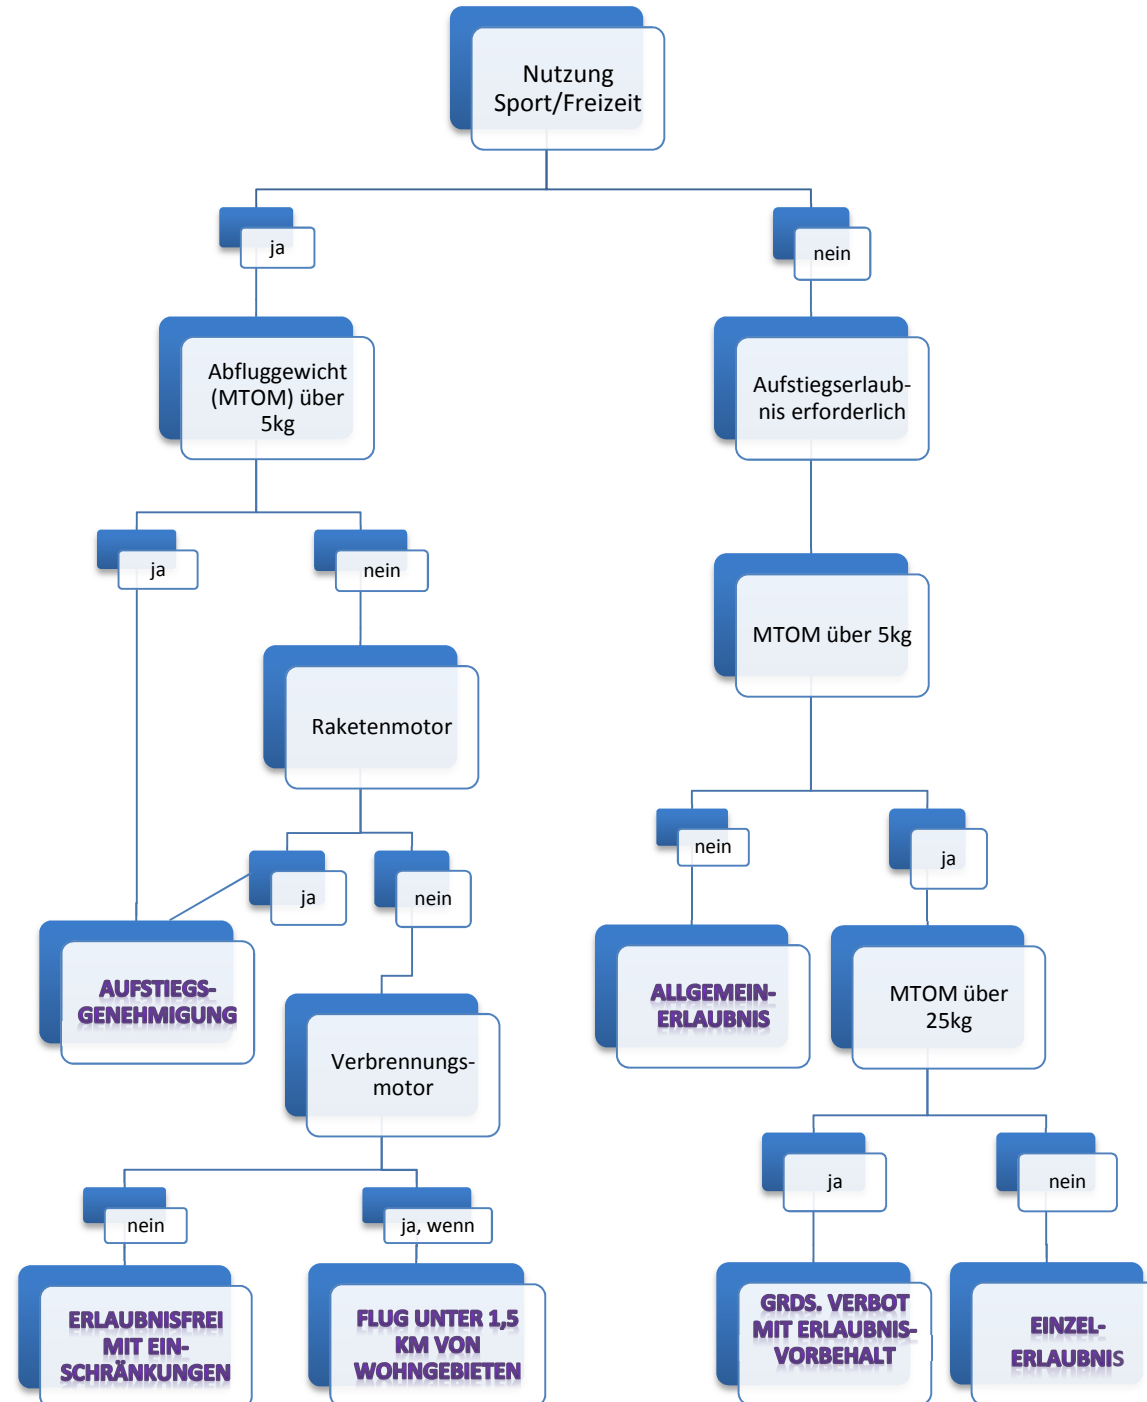 Nutzung
Sport/Freizeit
ja
nein
Abfluggewicht
(MTOM) über
5kg
Aufstiegserlaub-
nis erforderlich
ja
nein
MTOM über 5kg
Raketenmotor
nein
ja
ja
nein
AUFSTIEGS-
GENEHMIGUNG
ALLGEMEIN-
ERLAUBNIS
MTOM über
25kg
Verbrennungs-
motor
ja
nein
nein
ja, wenn
ERLAUBNISFREI
MIT EIN-
SCHRÄNKUNGEN
FLUG UNTER 1,5
KM VON
WOHNGEBIETEN
GRDS. VERBOT
MIT ERLAUBNIS-
VORBEHALT
EINZEL-
ERLAUBNIS